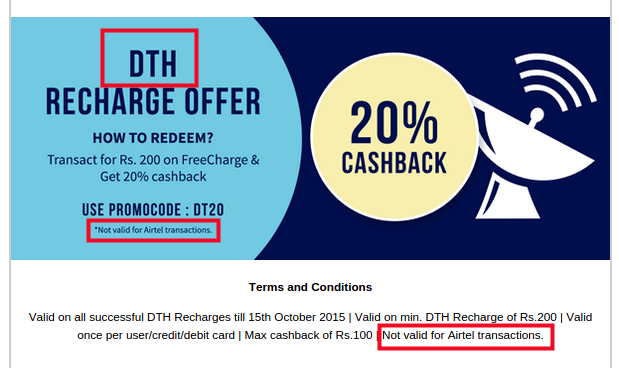 DTH
RECHARGE OFFER
HOW TO REDEEM?
Transact for Rs. 200 on FreeCharge &
Get 20% cashback
USE PROMOCODE : DT20
*Not valid for Airtel transactions.
20%
CASHBACK
Terms and Conditions
Valid on all successful DTH Recharges till 15th October 2015 | Valid on min. DTH Recharge of Rs.200 | Valid
once per user/credit/debit card | Max cashback of Rs.100 | Not valid for Airtel transactions.